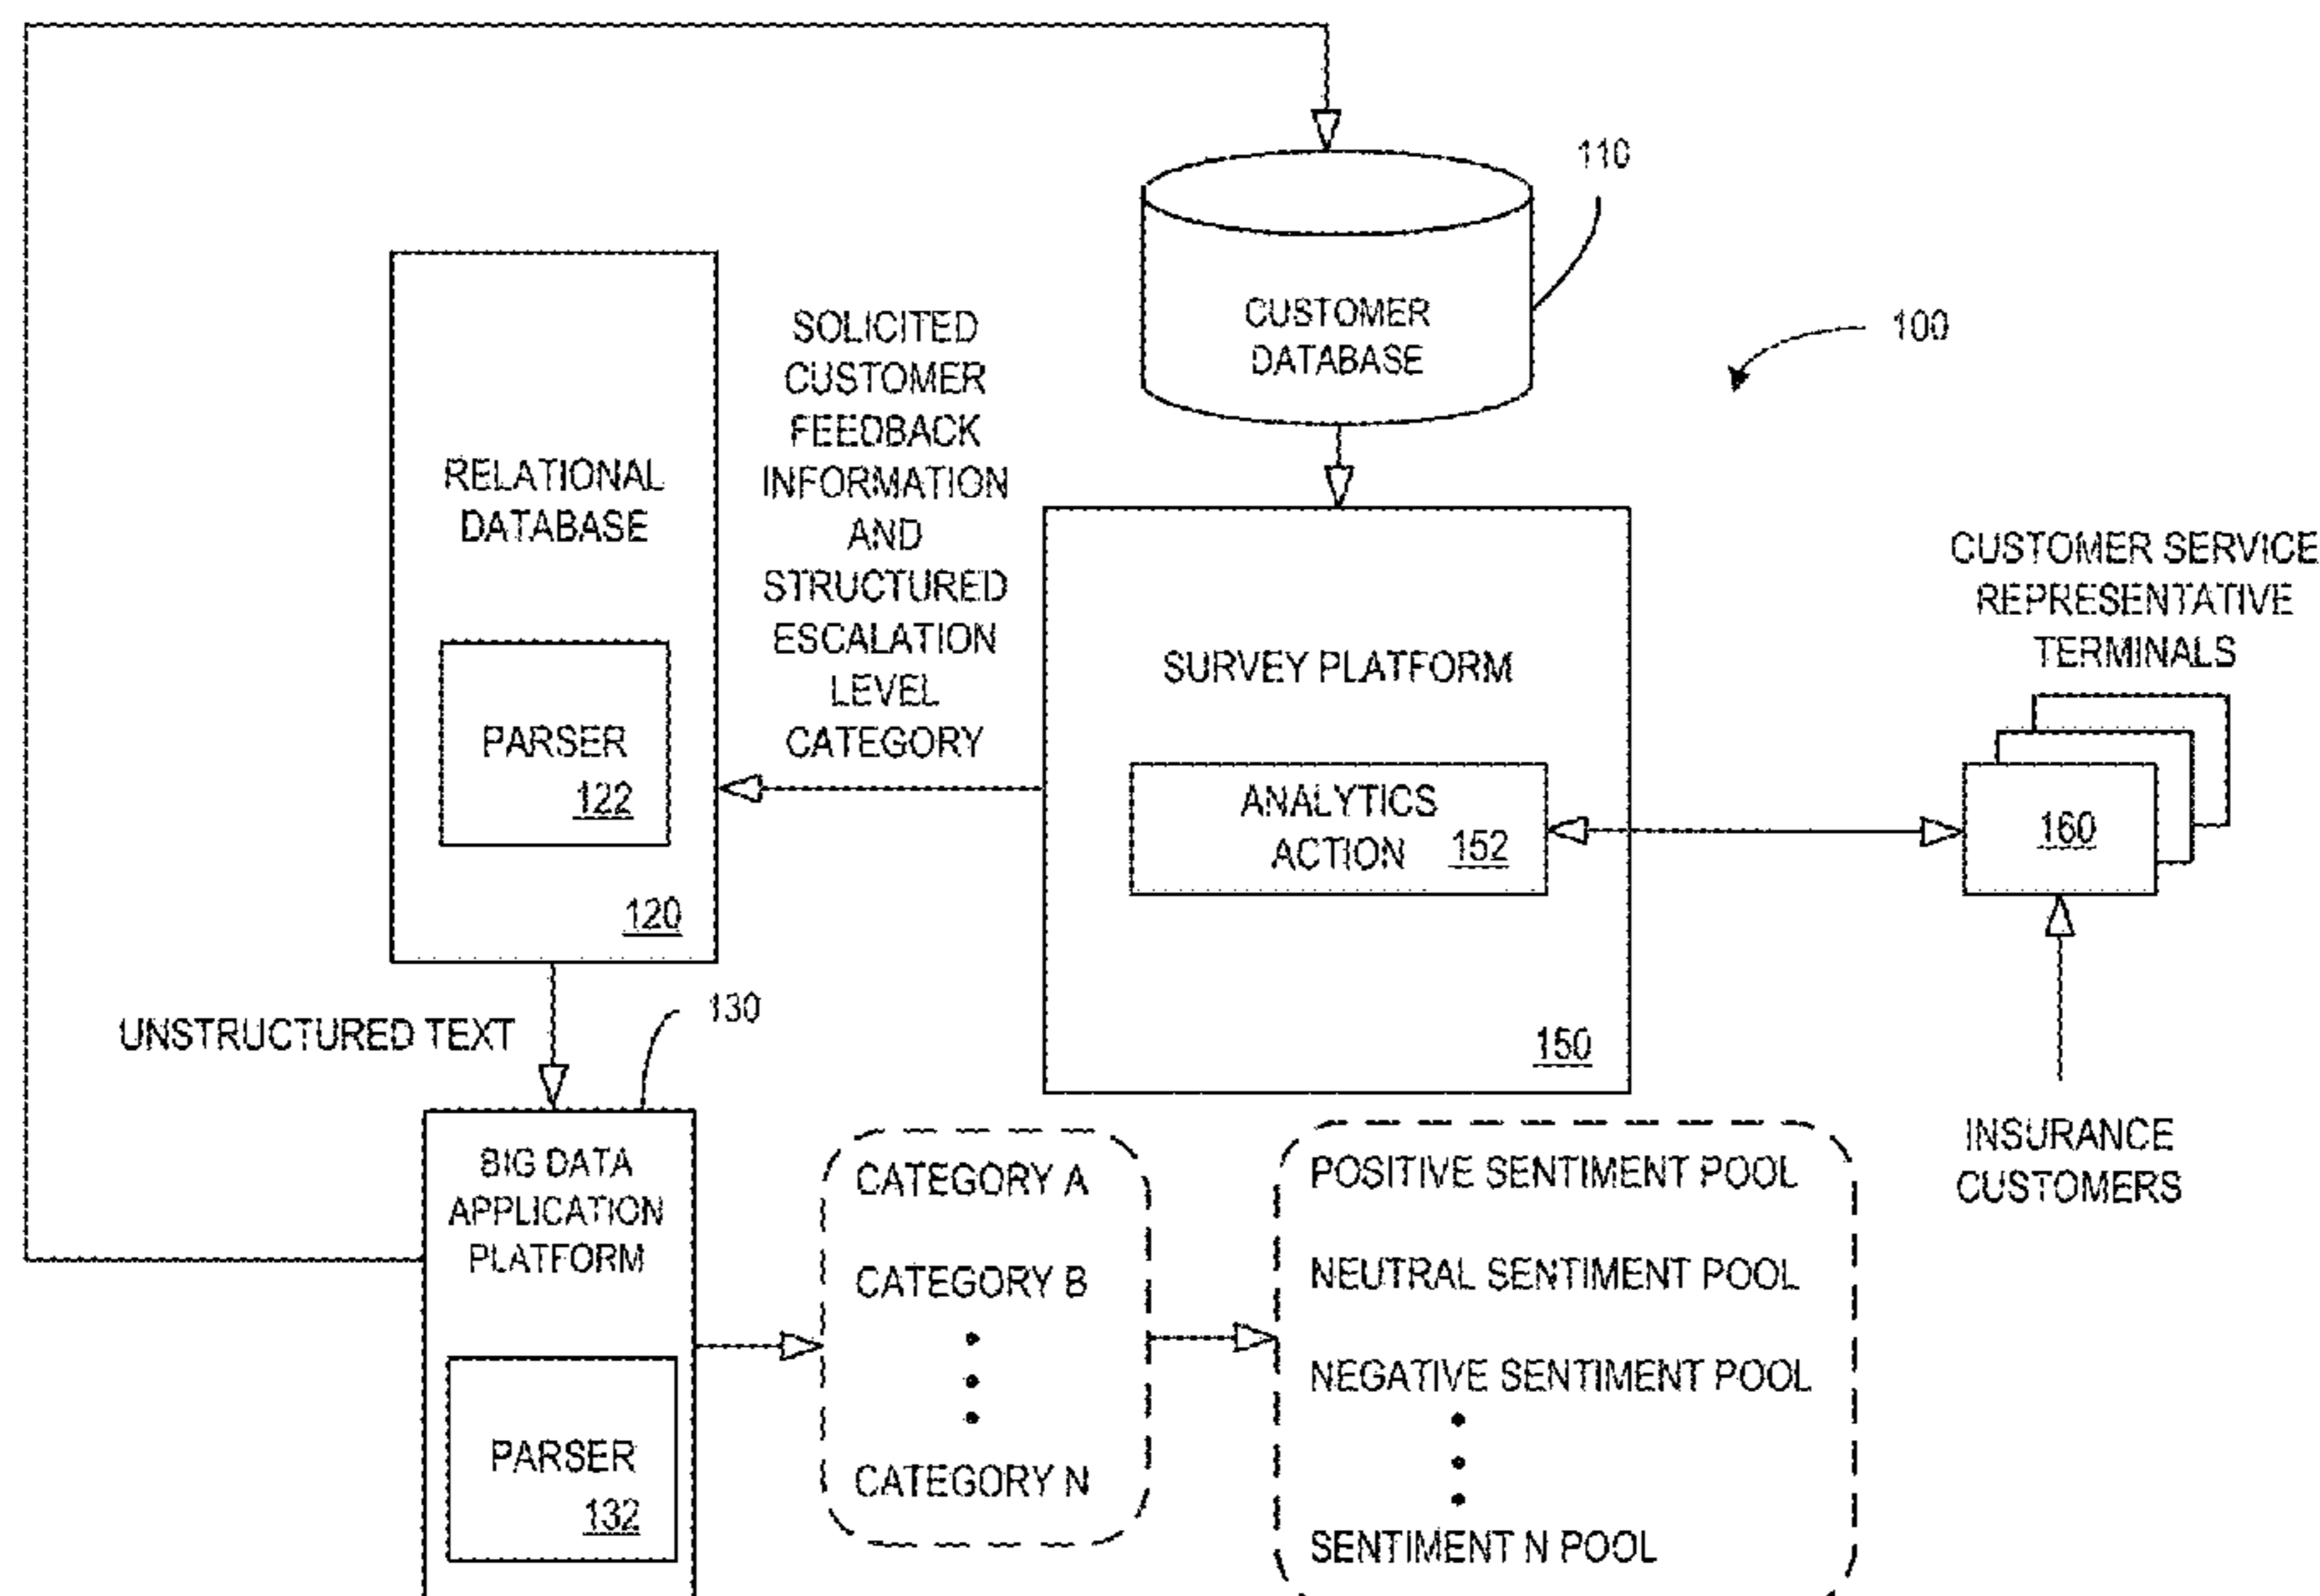 110
CUSTOMER
DATABASE
100
RELATIONAL
DATABASE
PARSER
122
120
SOLICITED
CUSTOMER
FEEDBACK
INFORMATION
AND
STRUCTURED
ESCALATION
LEVEL
CATEGORY
SURVEY PLATFORM
ANALYTICS
ACTION 152
150
CUSTOMER SERVICE
REPRESENTATIVE
TERMINALS
160
INSURANCE
CUSTOMERS
UNSTRUCTURED TEXT
130
BIG DATA
APPLICATION
PLATFORM
PARSER
132
CATEGORY A
CATEGORY B
CATEGORY N
POSITIVE SENTIMENT POOL
NEUTRAL SENTIMENT POOL
NEGATIVE SENTIMENT POOL
SENTIMENT N POOL